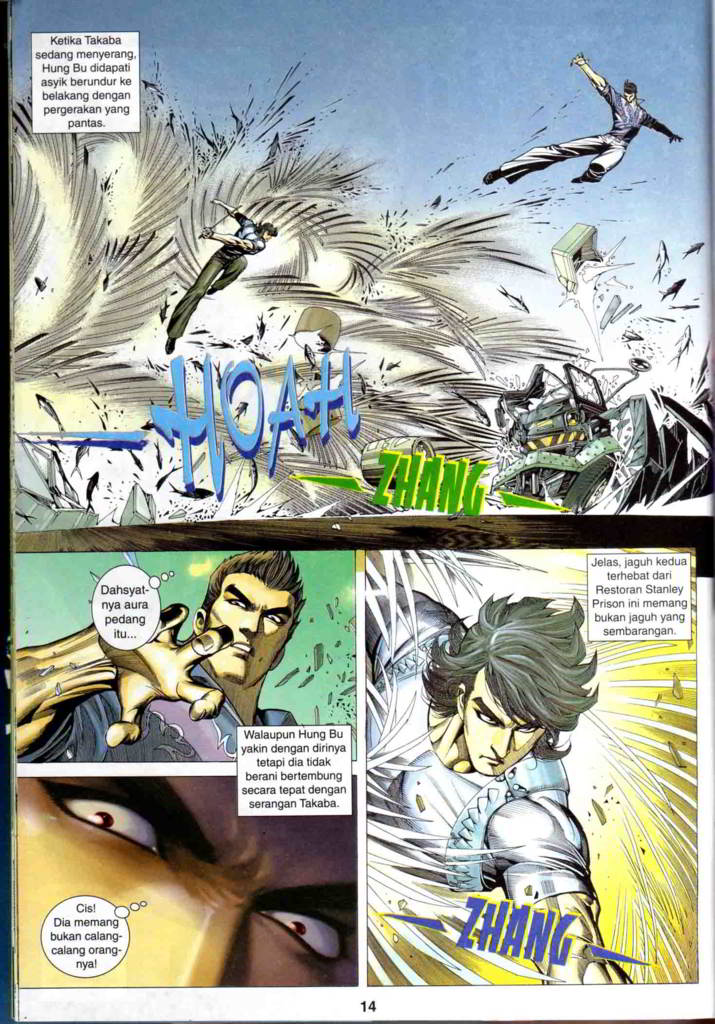 Ketika Takaba
sedang menyerang,
Hung Bu didapati
asyik berundur ke
belakang dengan
pergerakan yang
pantas.
HOAH
ZHANG
Dahsyat-
nya aura
pedang
itu...
Jelas, jaguh kedua
terhebat dari
Restoran Stanley
Prison ini memang
bukan jaguh yang
sembarangan.
Walaupun Hung Bu
yakin dengan dirinya
tetapi dia tidak
berani bertembung
secara tepat dengan
serangan Takaba.
Cis!
Dia memang
bukan calang-
calang orang-
nya!
ZHANG
14